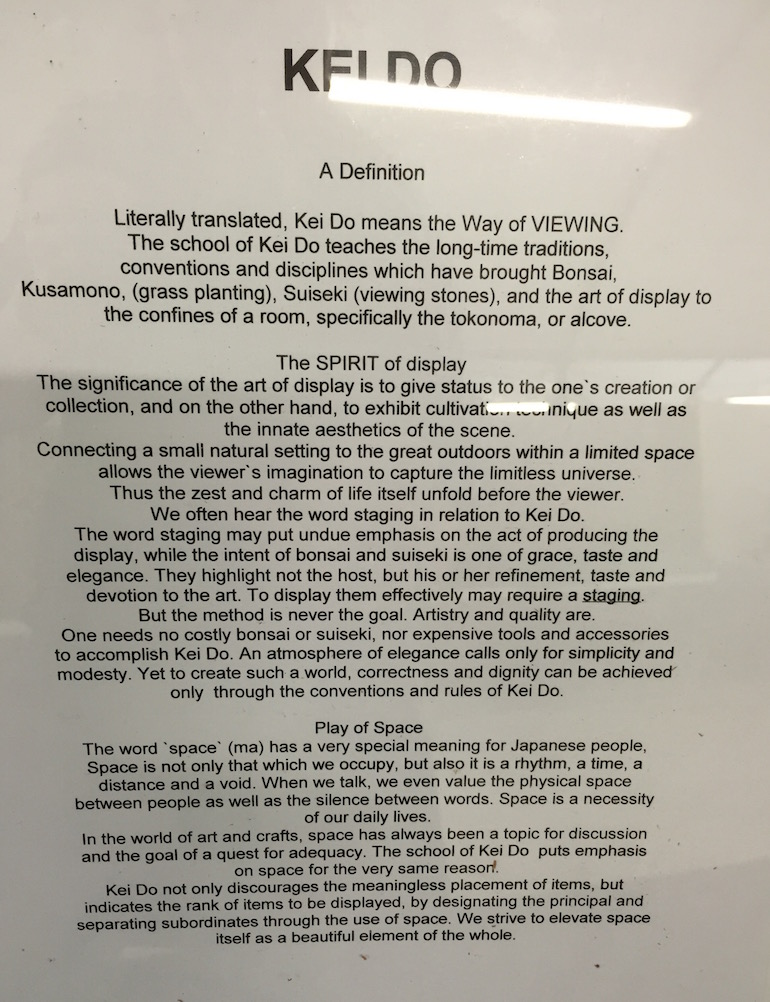 KEI DO
A Definition
Literally translated, Kei Do means the Way of VIEWING.
The school of Kei Do teaches the long-time traditions,
conventions and disciplines which have brought Bonsai,
Kusamono, (grass planting), Suiseki (viewing stones), and the art of display to
the confines of a room, specifically the tokonoma, or alcove.
The SPIRIT of display
The significance of the art of display is to give status to the one`s creation or
collection, and on the other hand, to exhibit cultivation technique as well as
the innate aesthetics of the scene.
Connecting a small natural setting to the great outdoors within a limited space
allows the viewer`s imagination to capture the limitless universe.
Thus the zest and charm of life itself unfold before the viewer.
We often hear the word staging in relation to Kei Do.
The word staging may put undue emphasis on the act of producing the
display, while the intent of bonsai and suiseki is one of grace, taste and
elegance. They highlight not the host, but his or her refinement, taste and
devotion to the art. To display them effectively may require a staging.
But the method is never the goal. Artistry and quality are.
One needs no costly bonsai or suiseki, nor expensive tools and accessories
to accomplish Kei Do. An atmosphere of elegance calls only for simplicity and
modesty. Yet to create such a world, correctness and dignity can be achieved
only through the conventions and rules of Kei Do.
Play of Space
The word `space` (ma) has a very special meaning for Japanese people,
Space is not only that which we occupy, but also it is a rhythm, a time, a
distance and a void. When we talk, we even value the physical space
between people as well as the silence between words. Space is a necessity
of our daily lives.
In the world of art and crafts, space has always been a topic for discussion
and the goal of a quest for adequacy. The school of Kei Do puts emphasis
on space for the very same reason.
Kei Do not only discourages the meaningless placement of items, but
indicates the rank of items to be displayed, by designating the principal and
separating subordinates through the use of space. We strive to elevate space
itself as a beautiful element of the whole.